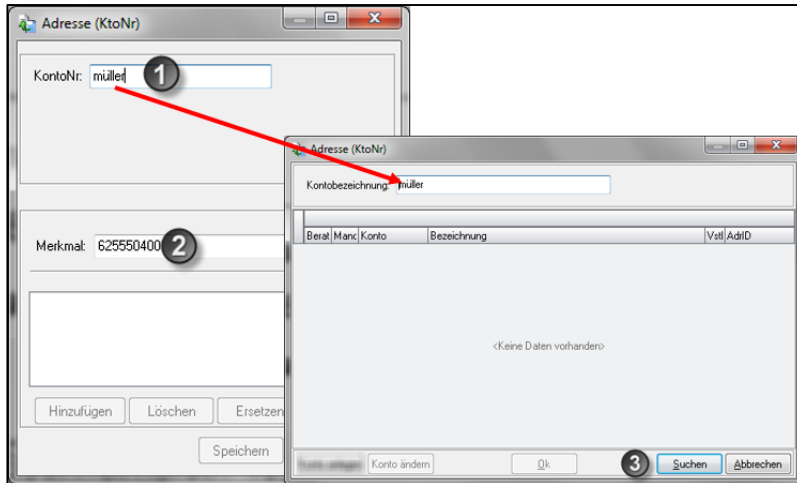 Adresse (KtoNr)
KontoNr: müller
1
Merkmal: 62555040
2
Hinzufügen Löschen Ersetzen
Speichern
Adresse (KtoNr)
Kontobezeichnung: müller
Berat Manc Konto Bezeichnung Vstl AdrID
<Keine Daten vorhanden>
Konto ändern Ok 3 Suchen Abbrechen